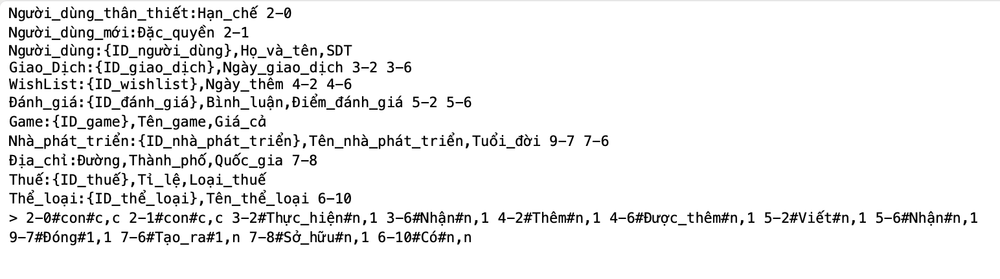 Người_dùng_thân_thiết:Hạn_chế 2-0
Người_dùng_mới:Đặc_quyền 2-1
Người_dùng:{ID_người_dùng},Họ_và_tên,SDT
Giao_Dịch:{ID_giao_dịch},Ngày_giao_dịch 3-2 3-6
WishList:{ID_wishlist},Ngày_thêm 4-2 4-6
Đánh_giá:{ID_đánh_giá},Bình_luận,Điểm_đánh_giá 5-2 5-6
Game:{ID_game},Tên_game,Giá_cả
Nhà_phát_triển:{ID_nhà_phát_triển},Tên_nhà_phát_triển,Tuổi_đời 9-7 7-6
Địa_chỉ:Đường,Thành_phố,Quốc_gia 7-8
Thuế:{ID_thuế},Tỉ_lệ,Loại_thuế
Thể_loại:{ID_thể_loại},Tên_thể_loại 6-10
> 2-0#con#c,c 2-1#con#c,c 3-2#Thực_hiện#n,1 3-6#Nhận#n,1 4-2#Thêm#n,1 4-6#Được_thêm#n,1 5-2#Viết#n,1 5-6#Nhận#n,1
9-7#Đóng#1,1 7-6#Tạo_ra#1,n 7-8#Sở_hữu#n,1 6-10#Có#n,n